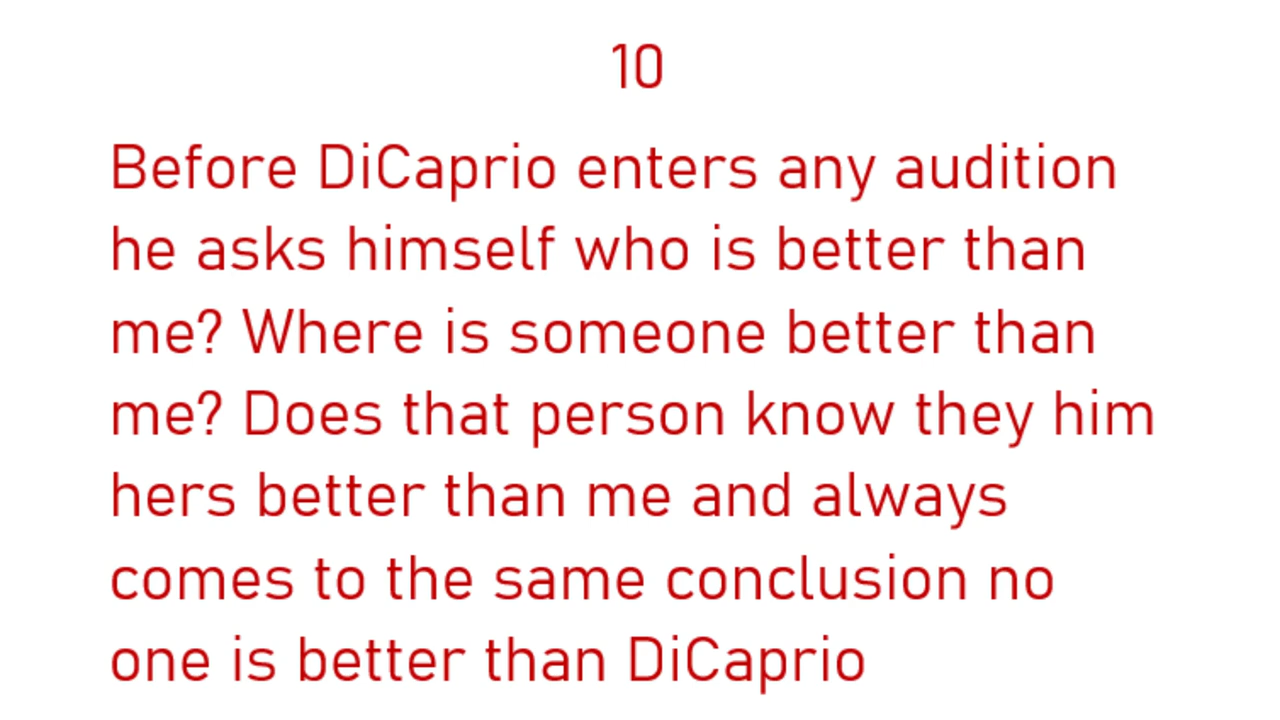 10
Before DiCaprio enters any audition
he asks himself who is better than
me? Where is someone better than
me? Does that person know they him
hers better than me and always
comes to the same conclusion no
one is better than DiCaprio